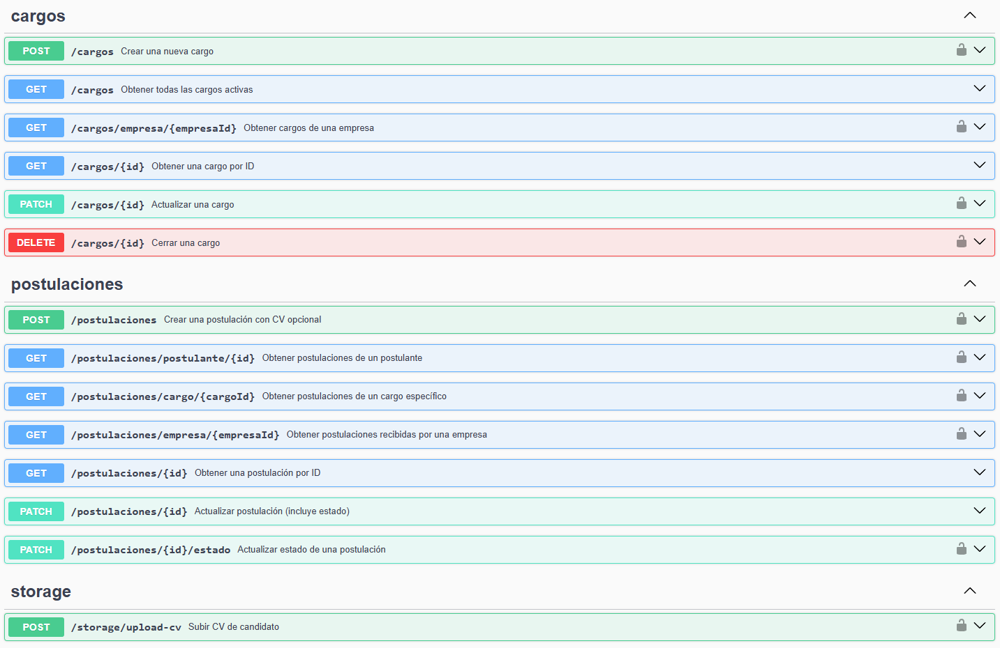 cargos
POST /cargos Crear una nueva cargo
GET /cargos Obtener todas las cargos activas
GET /cargos/empresa/{empresaId} Obtener cargos de una empresa
GET /cargos/{id} Obtener una cargo por ID
PATCH /cargos/{id} Actualizar una cargo
DELETE /cargos/{id} Cerrar una cargo
postulaciones
POST /postulaciones Crear una postulación con CV opcional
GET /postulaciones/postulante/{id} Obtener postulaciones de un postulante
GET /postulaciones/cargo/{cargoId} Obtener postulaciones de un cargo específico
GET /postulaciones/empresa/{empresaId} Obtener postulaciones recibidas por una empresa
GET /postulaciones/{id} Obtener una postulación por ID
PATCH /postulaciones/{id} Actualizar postulación (incluye estado)
PATCH /postulaciones/{id}/estado Actualizar estado de una postulación
storage
POST /storage/upload-cv Subir CV de candidato